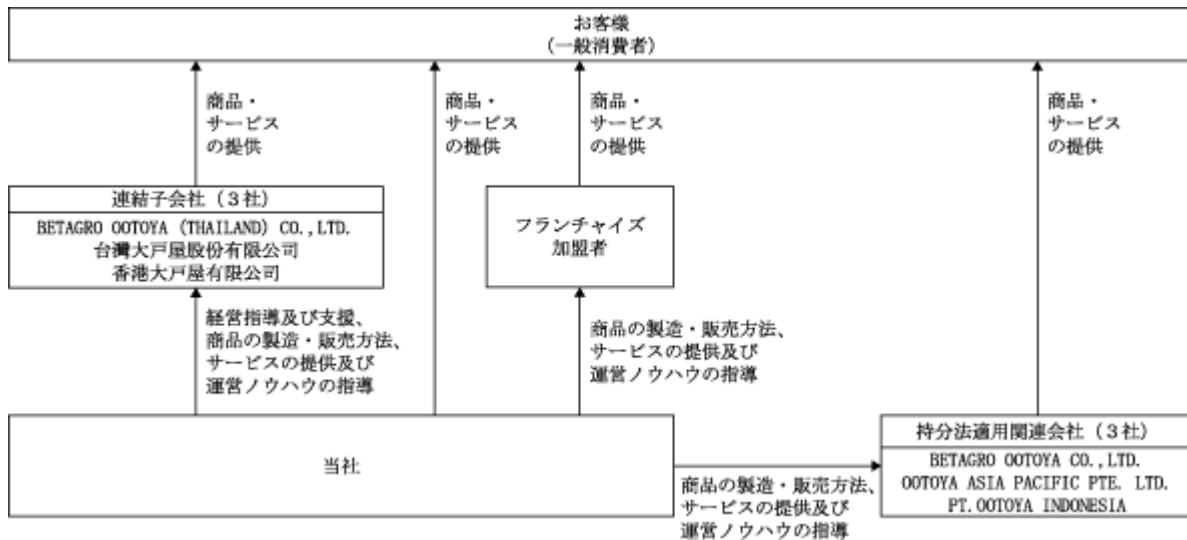 お客様
(一般消費者)
商品・
サービス
の提供
商品・
サービス
の提供
商品・
サービス
の提供
商品・
サービス
の提供
連結子会社(3社)
BETAGRO OOTOYA (THAILAND) CO.,LTD.
台灣大戸屋股份有限公司
香港大戸屋有限公司
フランチャイズ
加盟者
経営指導及び支援、
商品の製造・販売方法、
サービスの提供及び
運営ノウハウの指導
商品の製造・販売方法、
サービスの提供及び
運営ノウハウの指導
当社
商品の製造・販売方法、
サービスの提供及び
運営ノウハウの指導
持分法適用関連会社(3社)
BETAGRO OOTOYA CO.,LTD.
OOTOYA ASIA PACIFIC PTE. LTD.
PT.OOTOYA INDONESIA